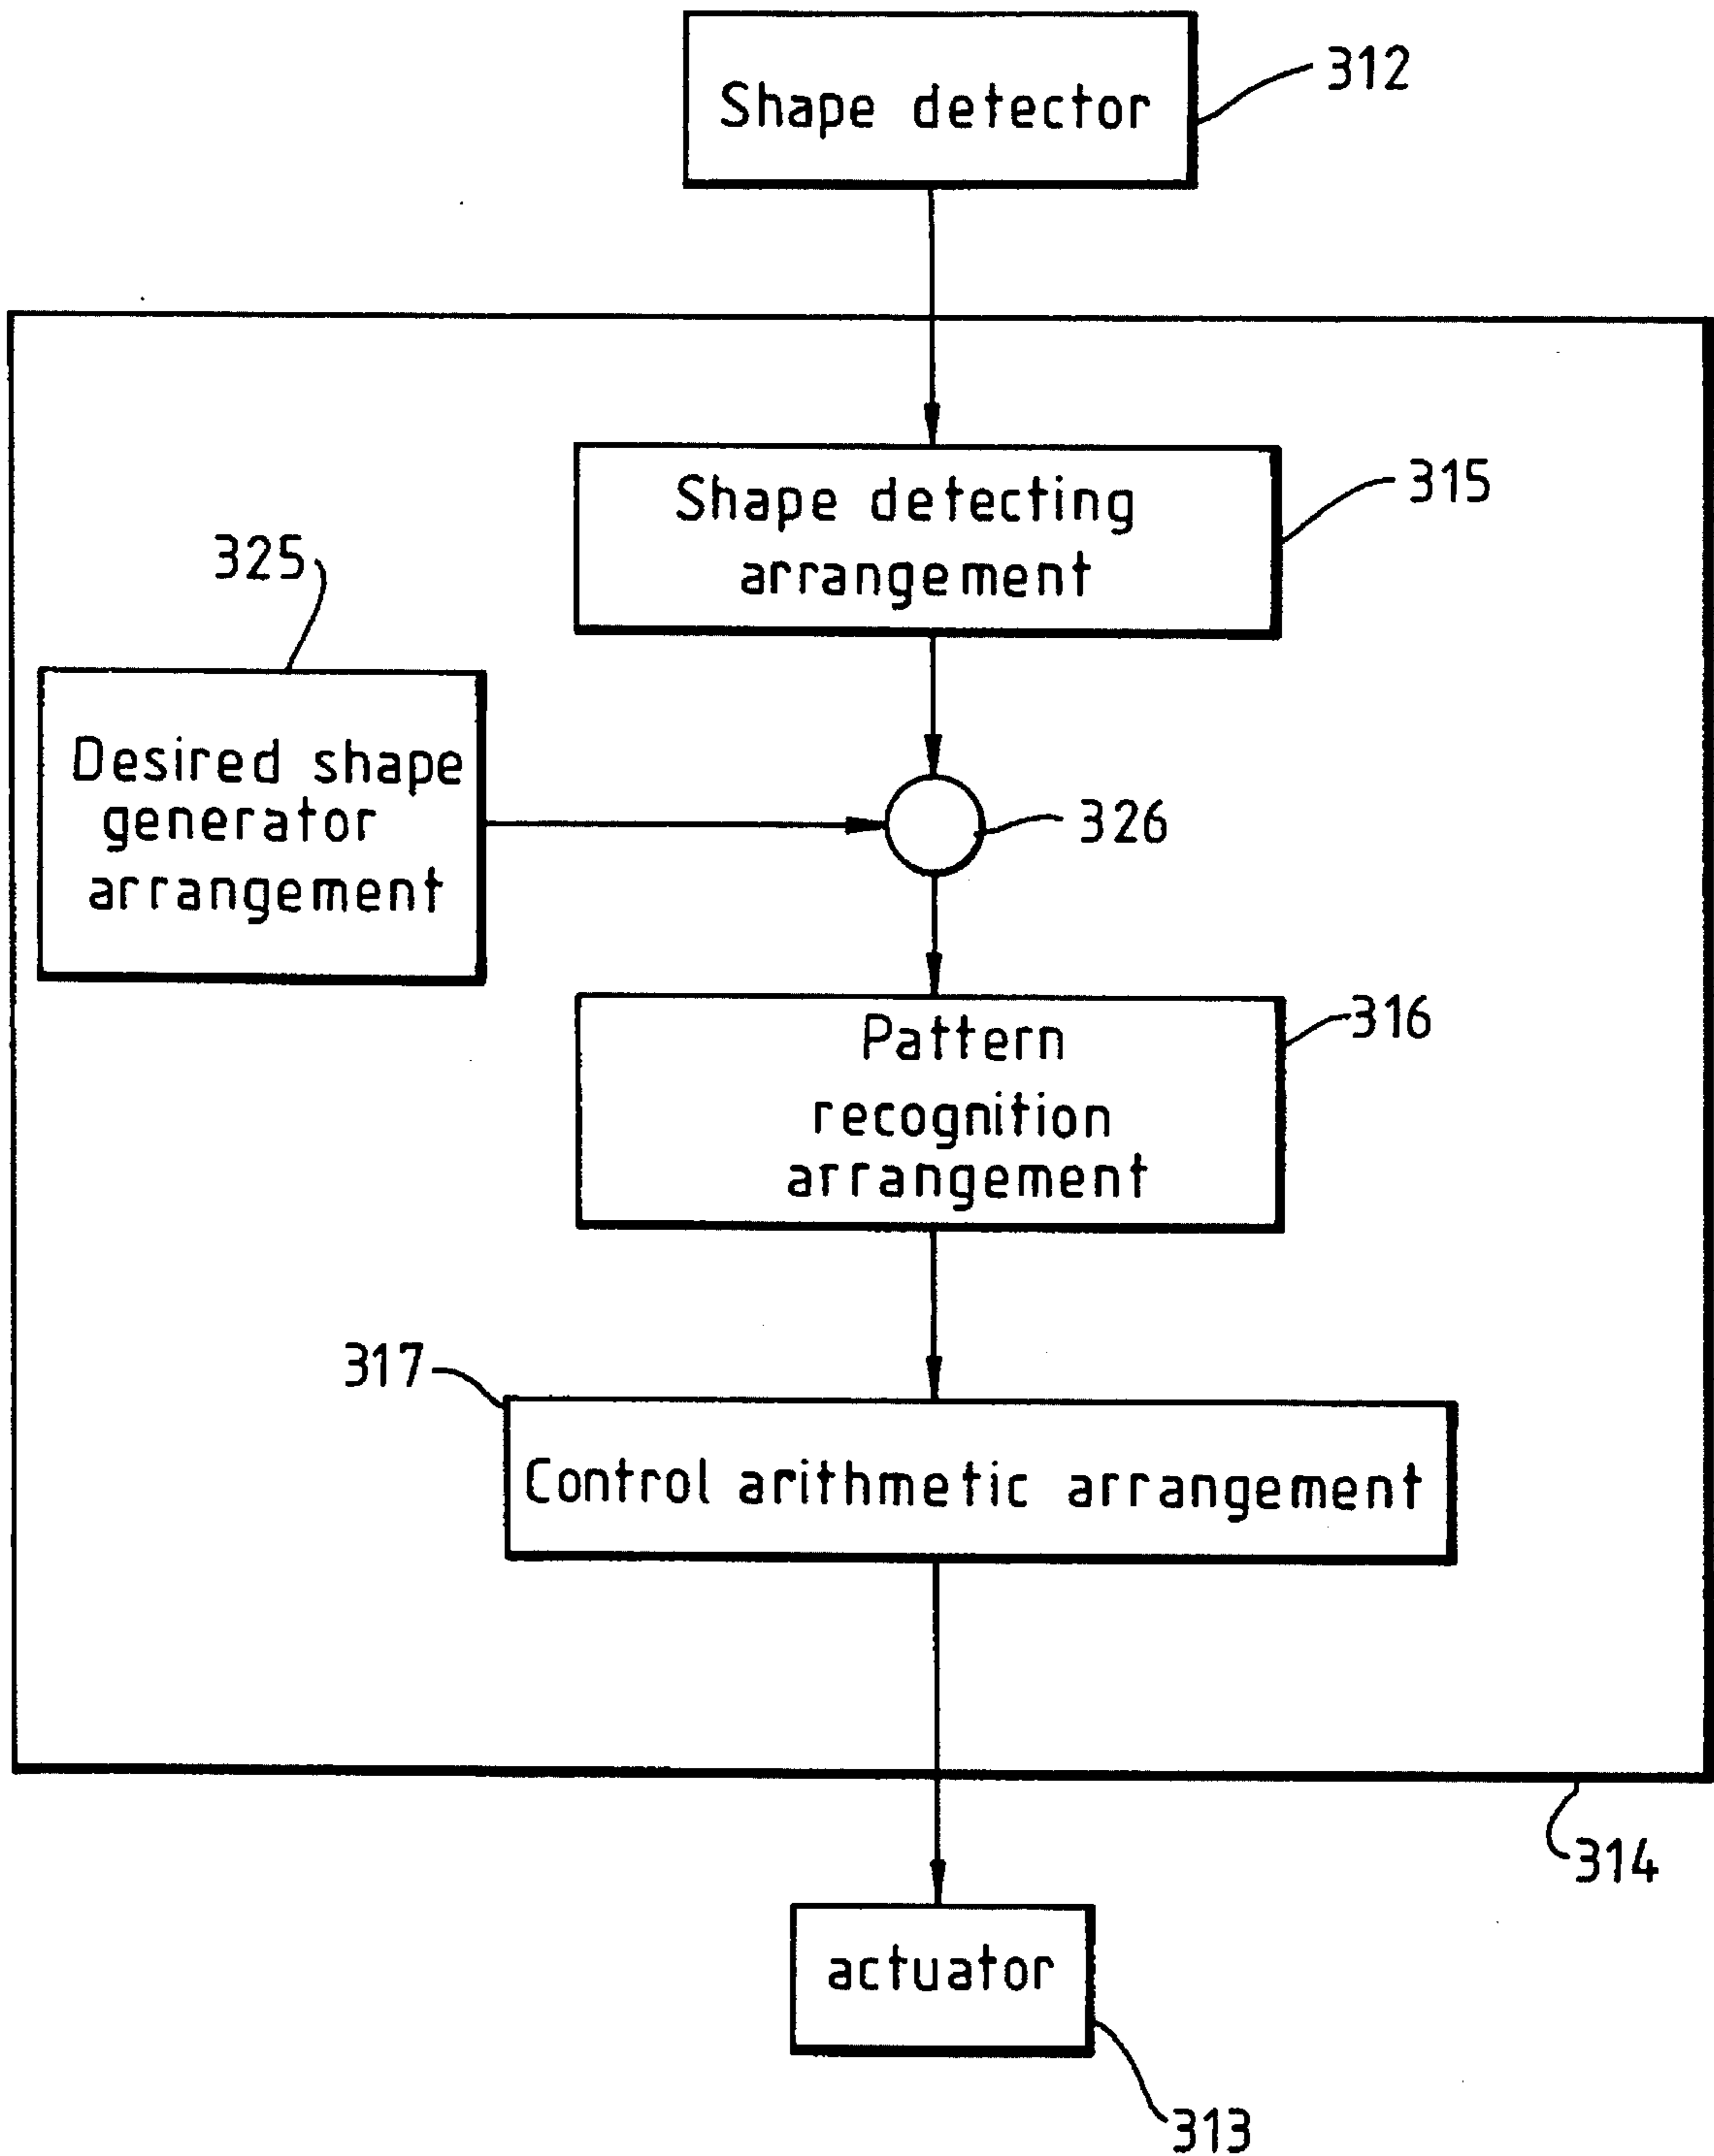 Shape detector
312
Shape detecting
arrangement
315
325
Desired shape
generator
arrangement
326
Pattern
recognition
arrangement
316
317
Control arithmetic arrangement
314
actuator
313